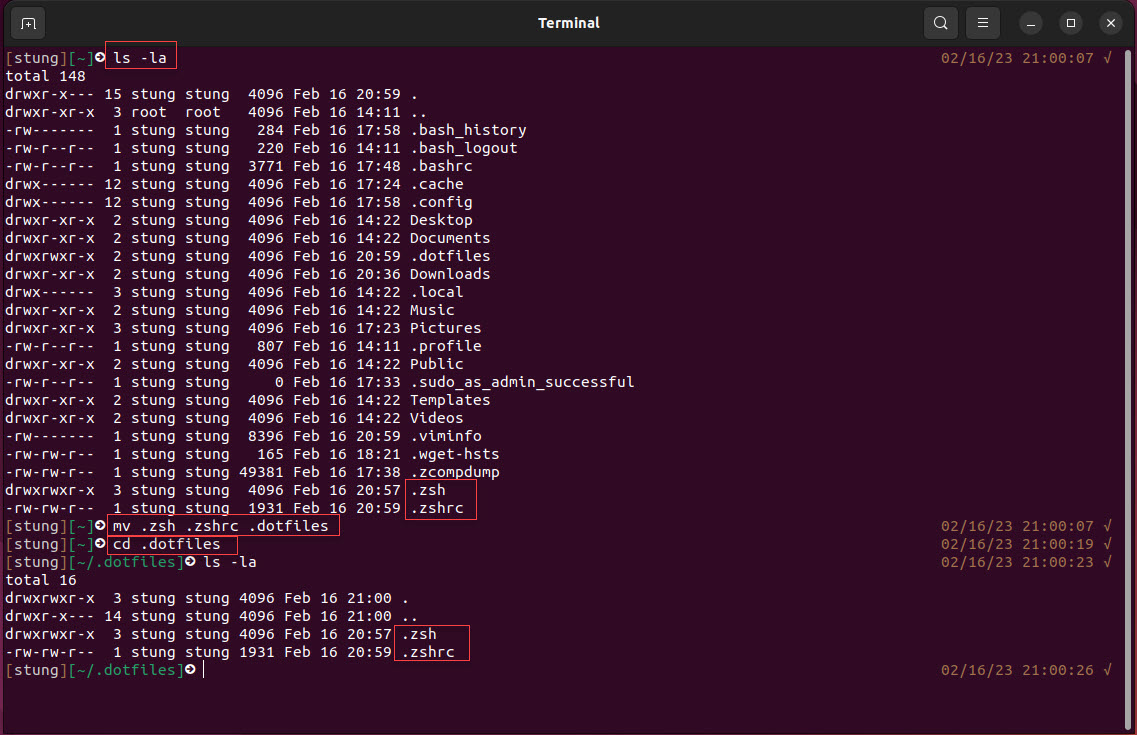 Terminal
[stung][~] ls -la 02/16/23 21:00:07 √
total 148
drwxr-x--- 15 stung stung  4096 Feb 16 20:59 .
drwxr-xr-x  3 root  root   4096 Feb 16 14:11 ..
-rw-------  1 stung stung   284 Feb 16 17:58 .bash_history
-rw-r--r--  1 stung stung   220 Feb 16 14:11 .bash_logout
-rw-r--r--  1 stung stung  3771 Feb 16 17:48 .bashrc
drwx------ 12 stung stung  4096 Feb 16 17:24 .cache
drwx------ 12 stung stung  4096 Feb 16 17:58 .config
drwxr-xr-x  2 stung stung  4096 Feb 16 14:22 Desktop
drwxr-xr-x  2 stung stung  4096 Feb 16 14:22 Documents
drwxrwxr-x  2 stung stung  4096 Feb 16 20:59 .dotfiles
drwxr-xr-x  2 stung stung  4096 Feb 16 20:36 Downloads
drwx------  3 stung stung  4096 Feb 16 14:22 .local
drwxr-xr-x  2 stung stung  4096 Feb 16 14:22 Music
drwxr-xr-x  3 stung stung  4096 Feb 16 17:23 Pictures
-rw-r--r--  1 stung stung   807 Feb 16 14:11 .profile
drwxr-xr-x  2 stung stung  4096 Feb 16 14:22 Public
-rw-r--r--  1 stung stung     0 Feb 16 17:33 .sudo_as_admin_successful
drwxr-xr-x  2 stung stung  4096 Feb 16 14:22 Templates
drwxr-xr-x  2 stung stung  4096 Feb 16 14:22 Videos
-rw-------  1 stung stung  8396 Feb 16 20:59 .viminfo
-rw-rw-r--  1 stung stung   165 Feb 16 18:21 .wget-hsts
-rw-rw-r--  1 stung stung 49381 Feb 16 17:38 .zcompdump
drwxrwxr-x  3 stung stung  4096 Feb 16 20:57 .zsh
-rw-rw-r--  1 stung stung  1931 Feb 16 20:59 .zshrc
[stung][~] mv .zsh .zshrc .dotfiles 02/16/23 21:00:07 √
[stung][~] cd .dotfiles 02/16/23 21:00:19 √
[stung][~/.dotfiles] ls -la 02/16/23 21:00:23 √
total 16
drwxrwxr-x  3 stung stung 4096 Feb 16 21:00 .
drwxr-x--- 14 stung stung 4096 Feb 16 21:00 ..
drwxrwxr-x  3 stung stung 4096 Feb 16 20:57 .zsh
-rw-rw-r--  1 stung stung 1931 Feb 16 20:59 .zshrc
[stung][~/.dotfiles] 02/16/23 21:00:26 √